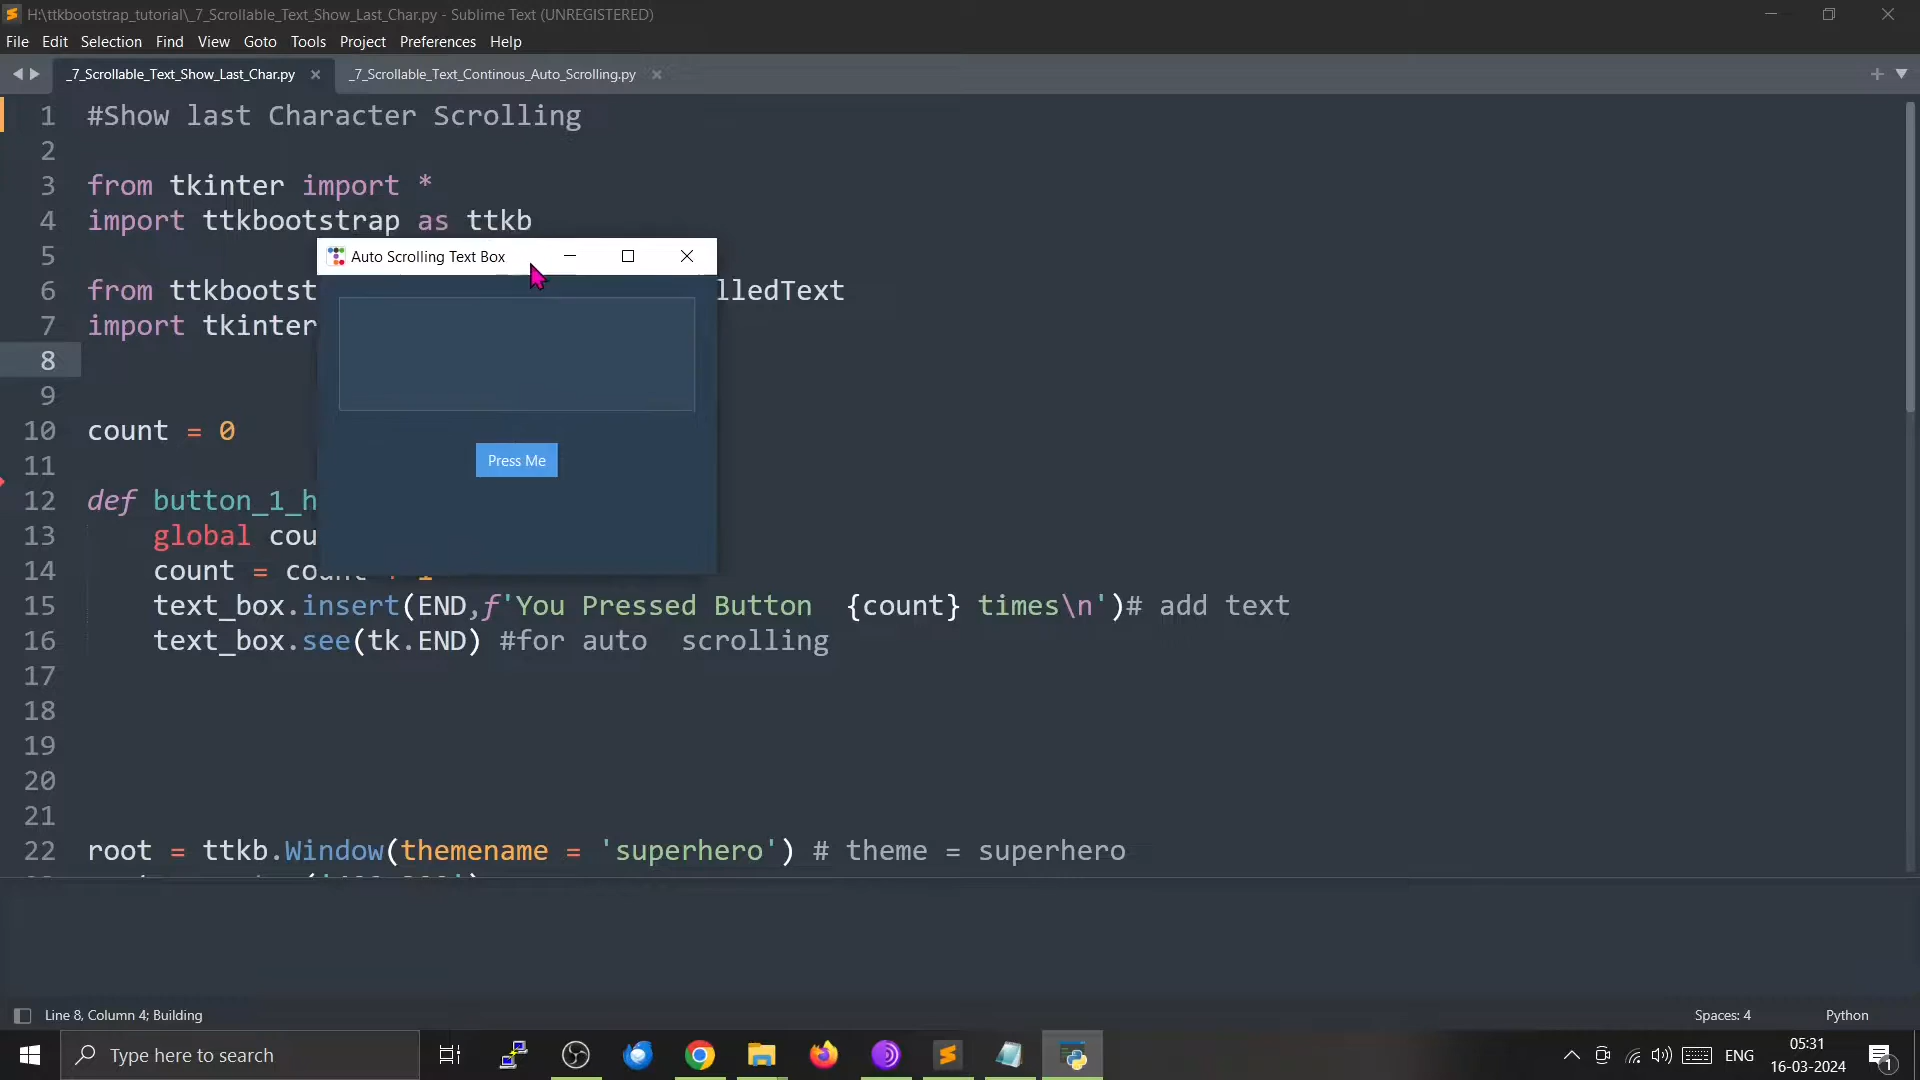 H:\ttkbootstrap_tutorial\_7_Scrollable_Text_Show_Last_Char.py - Sublime Text (UNREGISTERED)
File Edit Selection Find View Goto Tools Project Preferences Help
_7_Scrollable_Text_Show_Last_Char.py _7_Scrollable_Text_Continous_Auto_Scrolling.py
1 #Show last Character Scrolling
2
3 from tkinter import *
4 import ttkbootstrap as ttkb
5
Auto Scrolling Text Box
6 from ttkbootst lledText
7 import tkinter
8
9
10 count = 0
Press Me
11
12 def button_1_h
13 global cou
14 count =
15 text_box.insert(END,f'You Pressed Button {count} times\n')# add text
16 text_box.see(tk.END) #for auto scrolling
17
18
19
20
21
22 root = ttkb.Window(themename = 'superhero') # theme = superhero
Line 8, Column 4; Building Spaces: 4 Python
Type here to search
ENG
05:31
16-03-2024
1